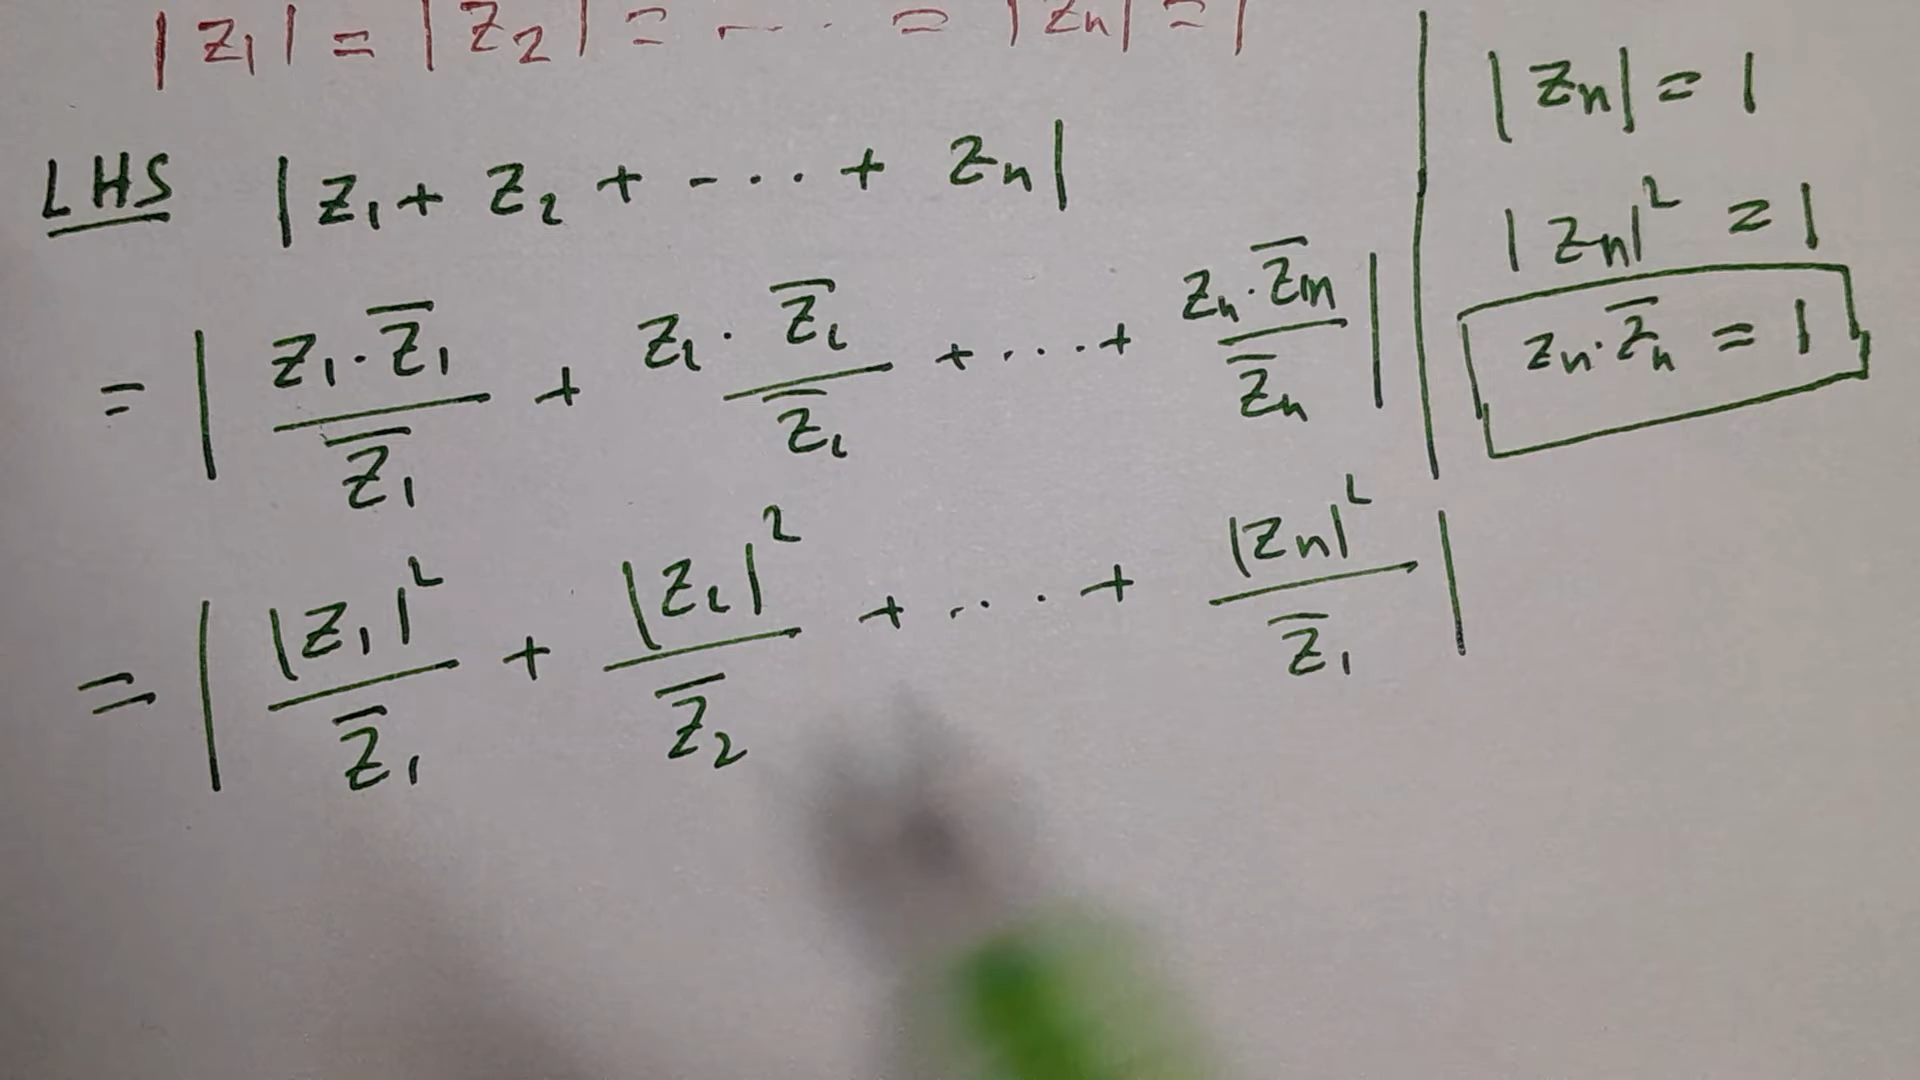 |z₁| = |z₂| = - . . . = |zₙ| = 1
LHS |z₁ + z₂ + - . . . + zₙ|
= | z₁·z̅₁ / z̅₁ + z₂·z̅₂ / z̅₂ + . . . + zₙ·z̅ₙ / z̅ₙ |
= | |z₁|² / z̅₁ + |z₂|² / z̅₂ + . . . + |zₙ|² / z̅₁ |
|zₙ| = 1
|zₙ|² = 1
zₙ·z̅ₙ = 1